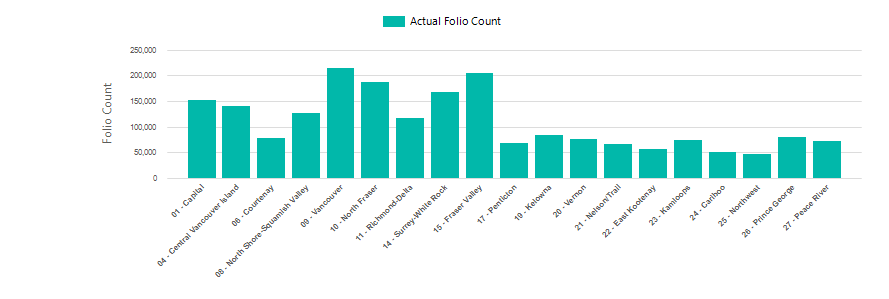 Actual Folio Count
Folio Count
250,000
200,000
150,000
100,000
50,000
0
01 - Capital
04 - Central Vancouver Island
06 - Courtenay
08 - North Shore-Squamish Valley
09 - Vancouver
10 - North Fraser
11 - Richmond-Delta
14 - Surrey-White Rock
15 - Fraser Valley
17 - Penticton
19 - Kelowna
20 - Vernon
21 - Nelson/Trail
22 - East Kootenay
23 - Kamloops
24 - Cariboo
25 - Northwest
26 - Prince George
27 - Peace River